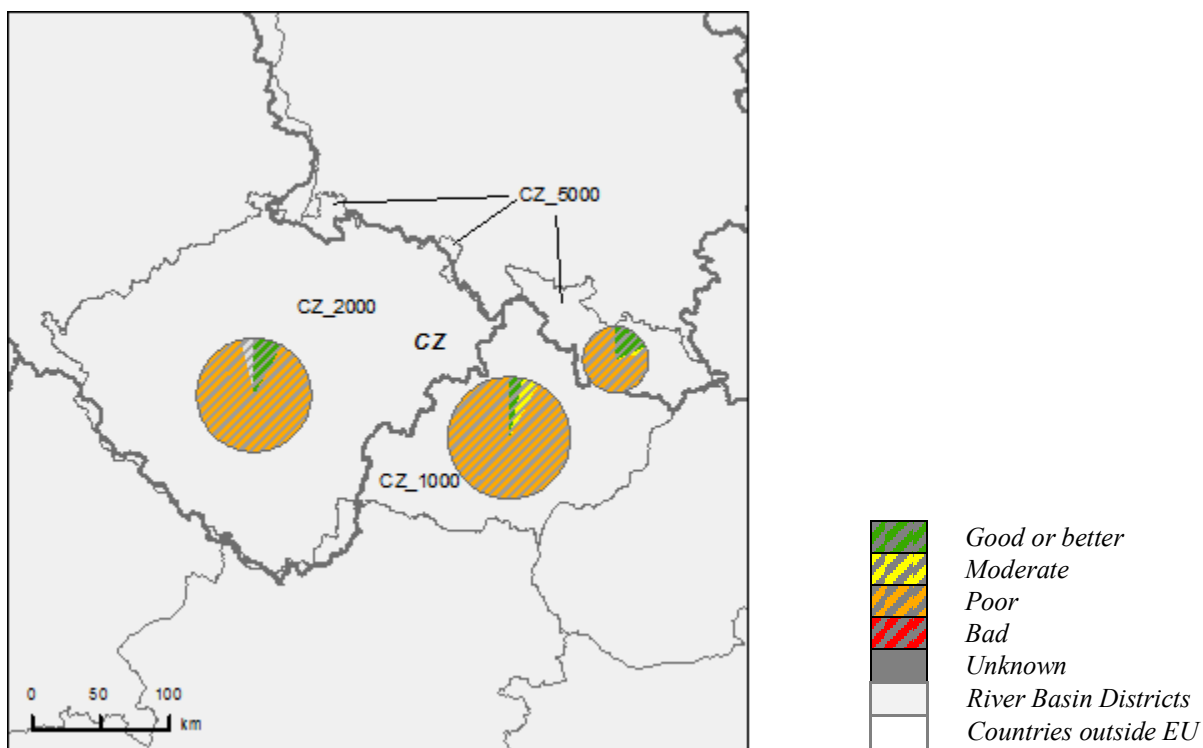 CZ_5000
CZ_2000
CZ
CZ_1000
0 50 100
km
Good or better
Moderate
Poor
Bad
Unknown
River Basin Districts
Countries outside EU